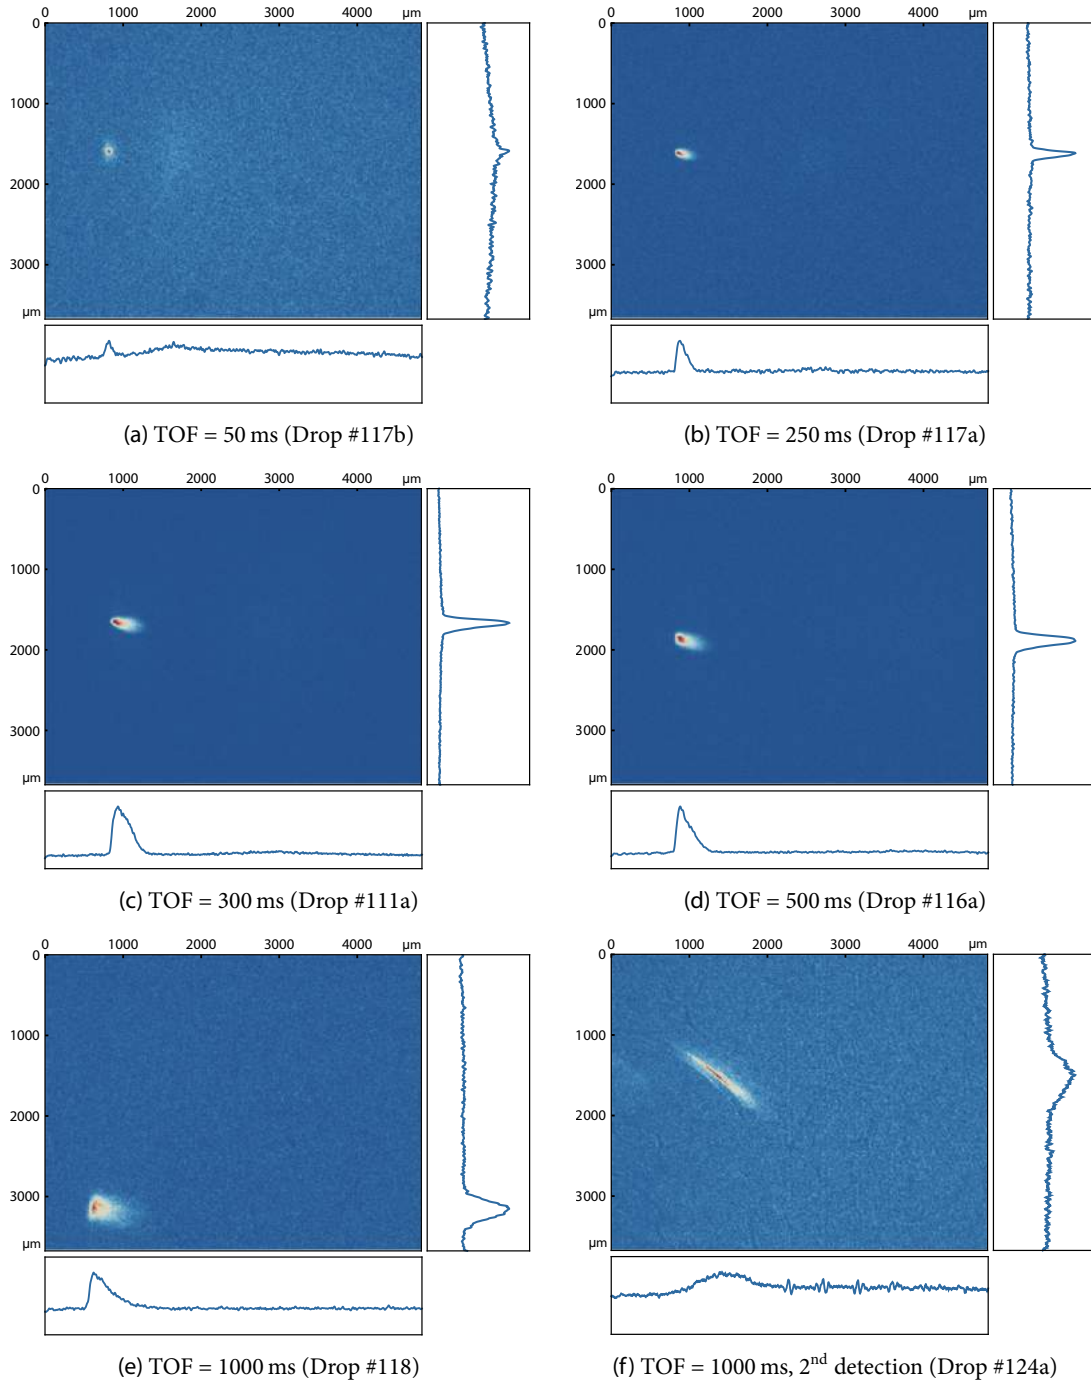 0 1000 2000 3000 4000 µm
0
1000
2000
3000
µm
(a) TOF = 50 ms (Drop #117b)
0 1000 2000 3000 4000 µm
0
1000
2000
3000
µm
(b) TOF = 250 ms (Drop #117a)
0 1000 2000 3000 4000 µm
0
1000
2000
3000
µm
(c) TOF = 300 ms (Drop #111a)
0 1000 2000 3000 4000 µm
0
1000
2000
3000
µm
(d) TOF = 500 ms (Drop #116a)
0 1000 2000 3000 4000 µm
0
1000
2000
3000
µm
(e) TOF = 1000 ms (Drop #118)
0 1000 2000 3000 4000 µm
0
1000
2000
3000
µm
(f) TOF = 1000 ms, 2nd detection (Drop #124a)